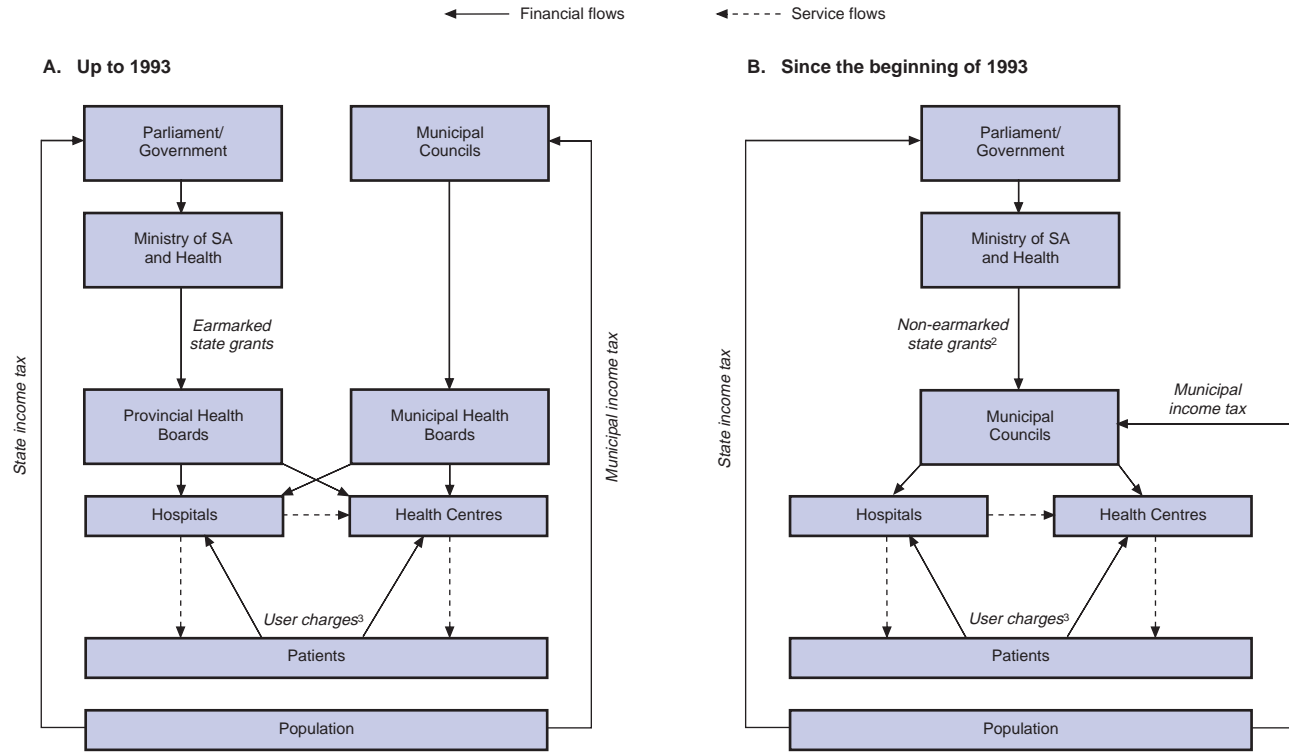 Financial flows
Service flows
A. Up to 1993
Parliament/
Government
Municipal
Councils
Ministry of SA
and Health
Earmarked
state grants
State income tax
Municipal income tax
Provincial Health
Boards
Municipal Health
Boards
Hospitals
Health Centres
User charges³
Patients
Population
B. Since the beginning of 1993
Parliament/
Government
Ministry of SA
and Health
Non-earmarked
state grants²
State income tax
Municipal
income tax
Municipal
Councils
Hospitals
Health Centres
User charges³
Patients
Population